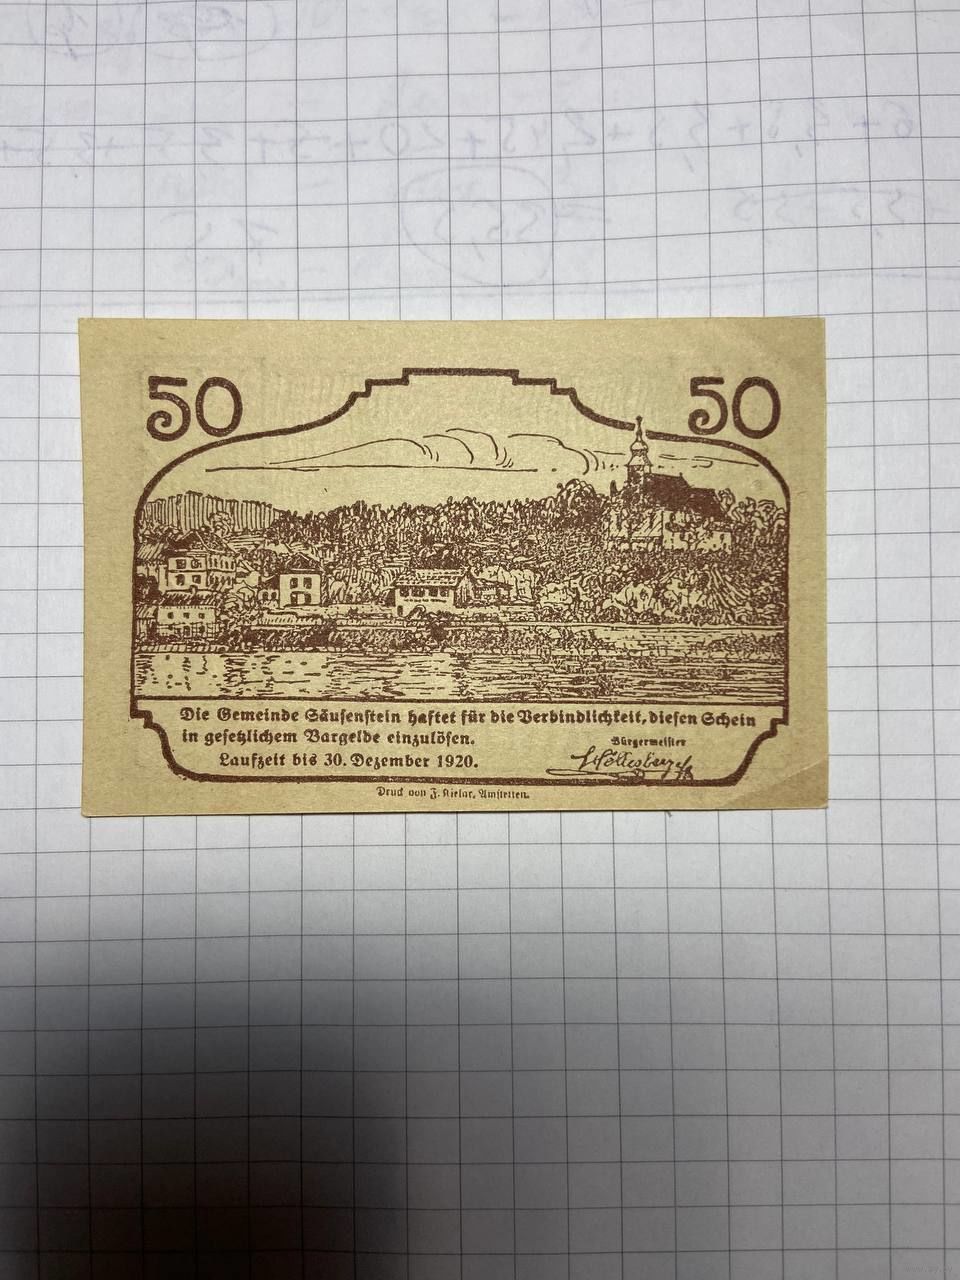 50 50
Die Gemeinde Säusenstein haftet für die Verbindlichkeit, diesen Schein
in gesetzlichem Bargelde einzulösen.
Bürgermeister
Laufzeit bis 30. Dezember 1920.
Druck von F. Kielar, Amstetten.